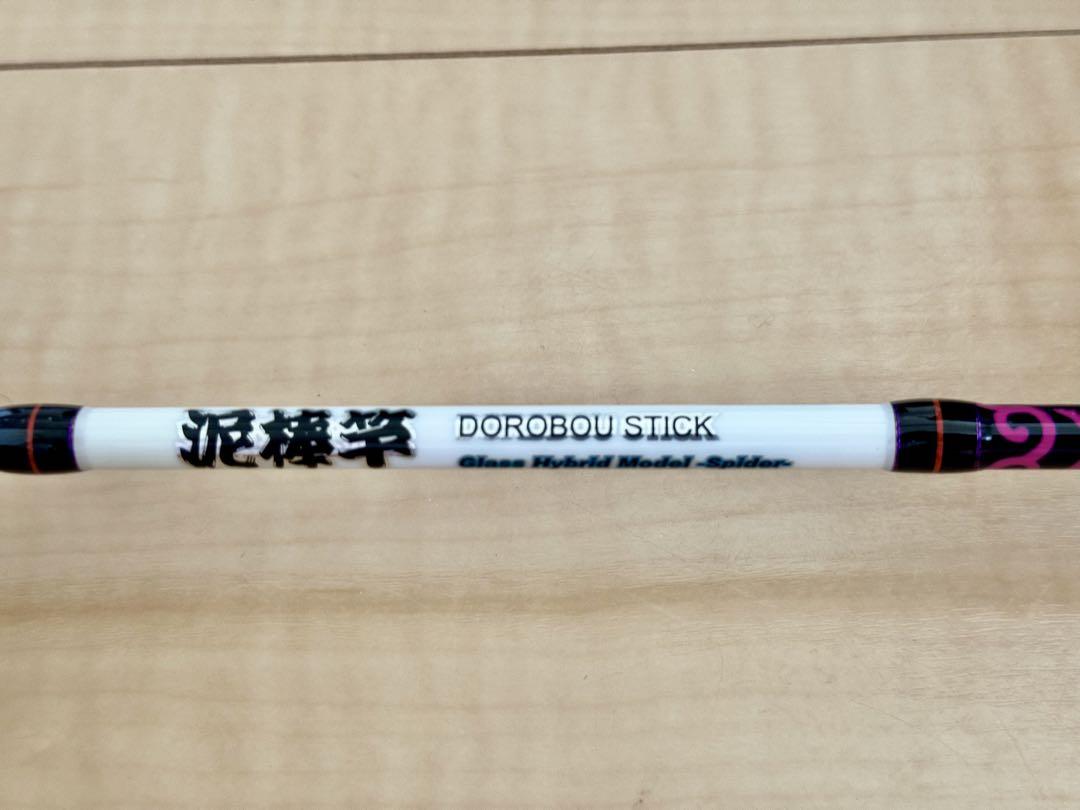 泥棒竿 DOROBOU STICK
Glass Hybrid Model -Spider-